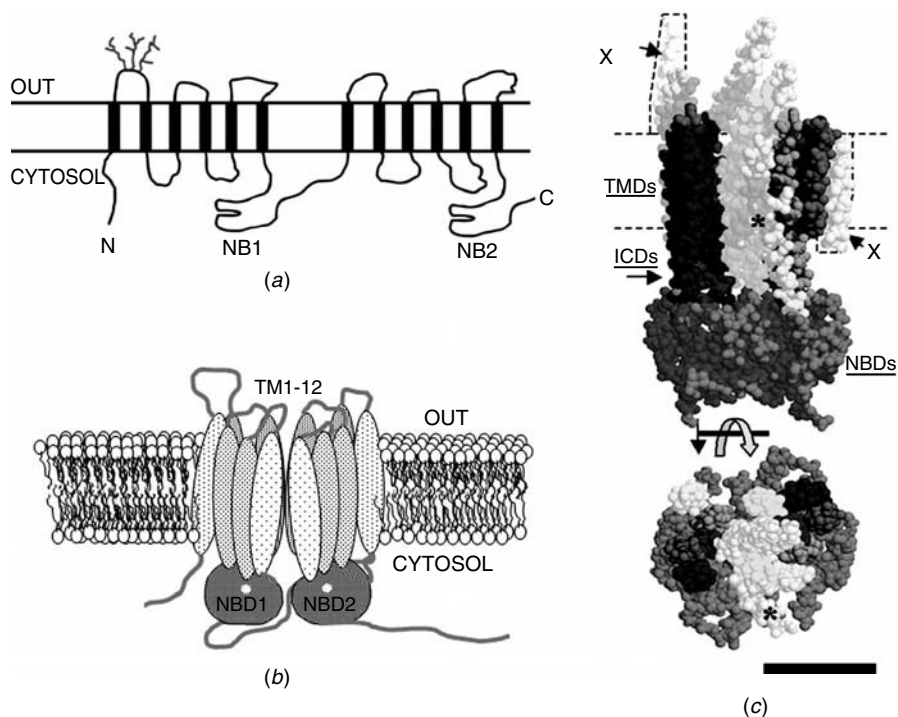 OUT
CYTOSOL
N
NB1
NB2
C
(a)
TM1-12
OUT
CYTOSOL
NBD1
NBD2
(b)
X
TMDs
*
ICDs
X
NBDs
*
(c)